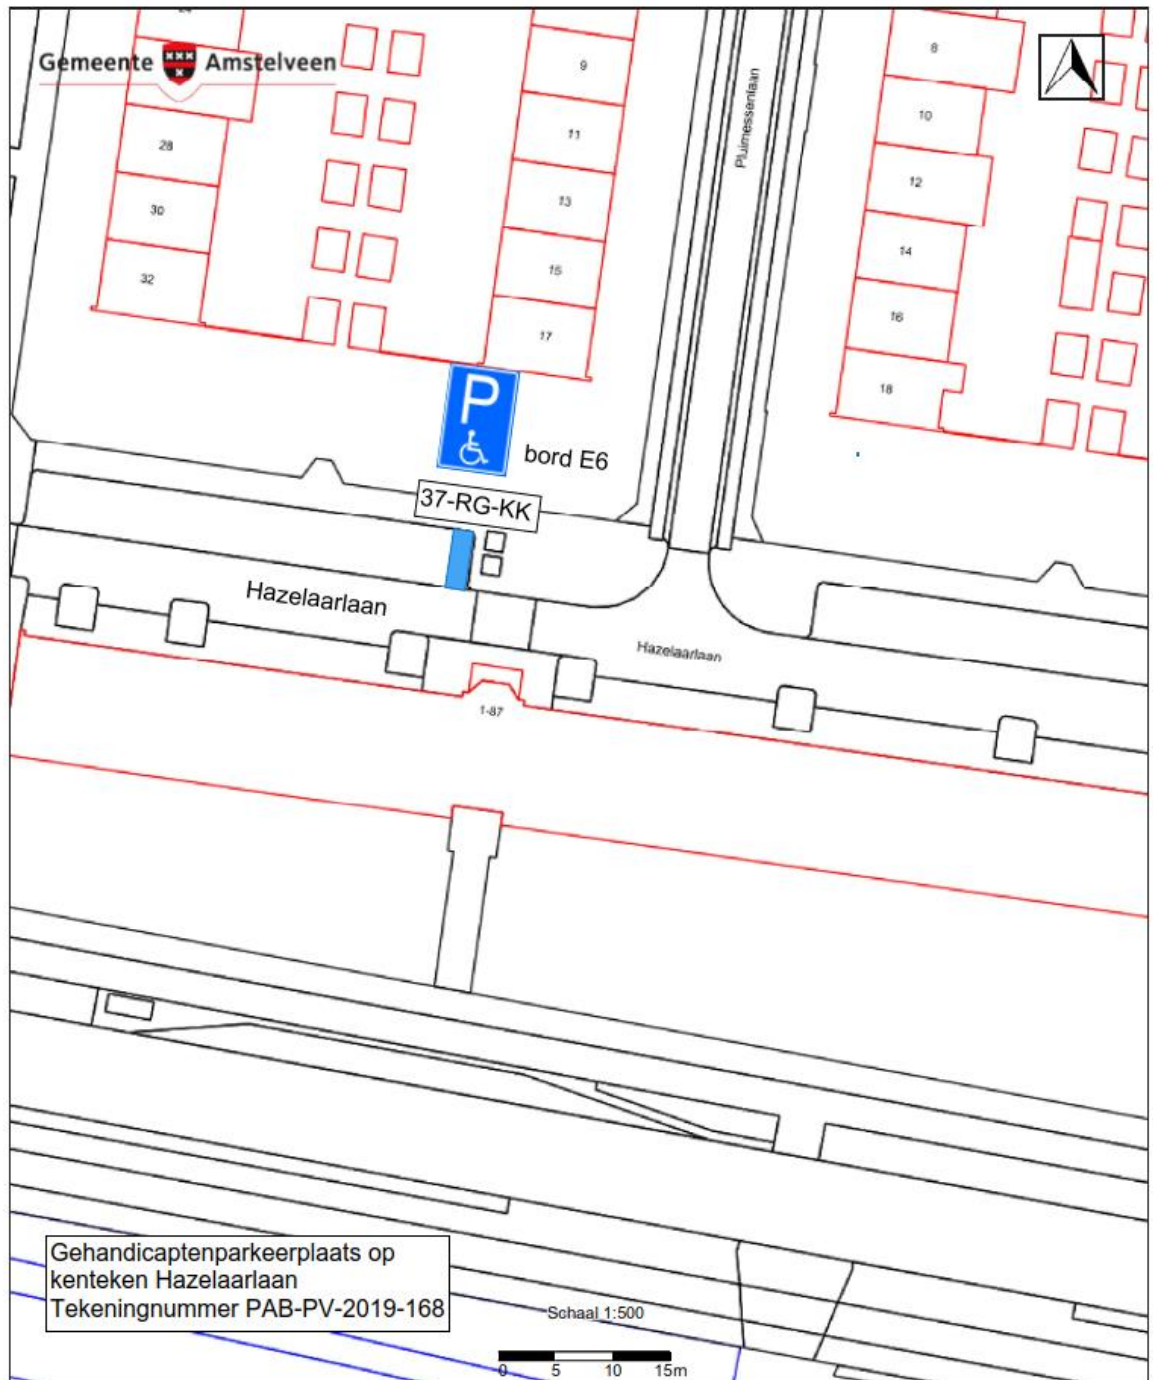 Gemeente Amstelveen
9
8
11
10
28
12
30
13
14
32
15
16
17
18
Pluimessenlaan
P
bord E6
37-RG-KK
Hazelaarlaan
Hazelaarlaan
1-87
Gehandicaptenparkeerplaats op
kenteken Hazelaarlaan
Tekeningnummer PAB-PV-2019-168
Schaal 1:500
0 5 10 15m